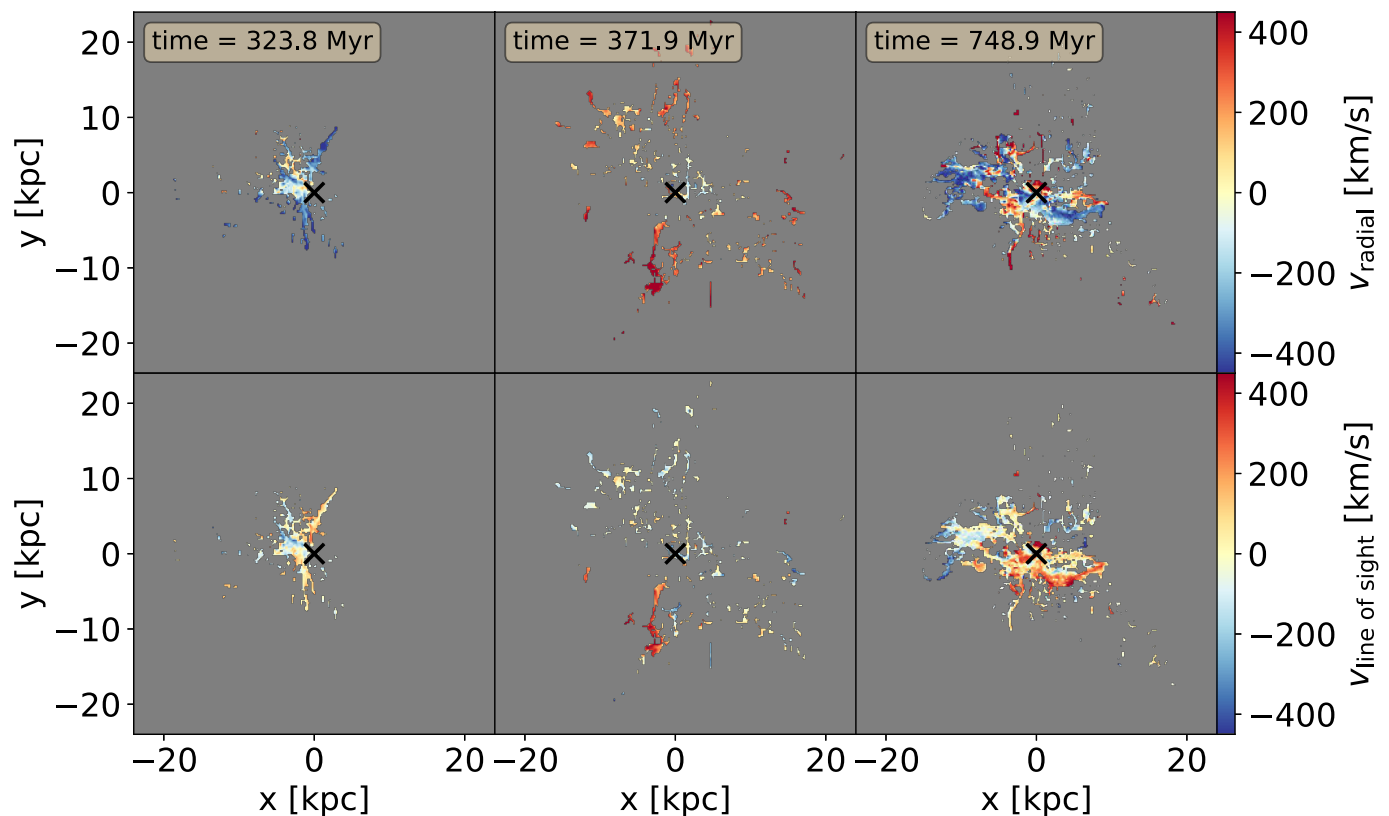 time = 323.8 Myr
time = 371.9 Myr
time = 748.9 Myr
20
10
0
−10
−20
y [kpc]
400
200
0
−200
−400
v radial [km/s]
20
10
0
−10
−20
y [kpc]
400
200
0
−200
−400
v line of sight [km/s]
−20 0 20
−20 0 20
−20 0 20
x [kpc]
x [kpc]
x [kpc]